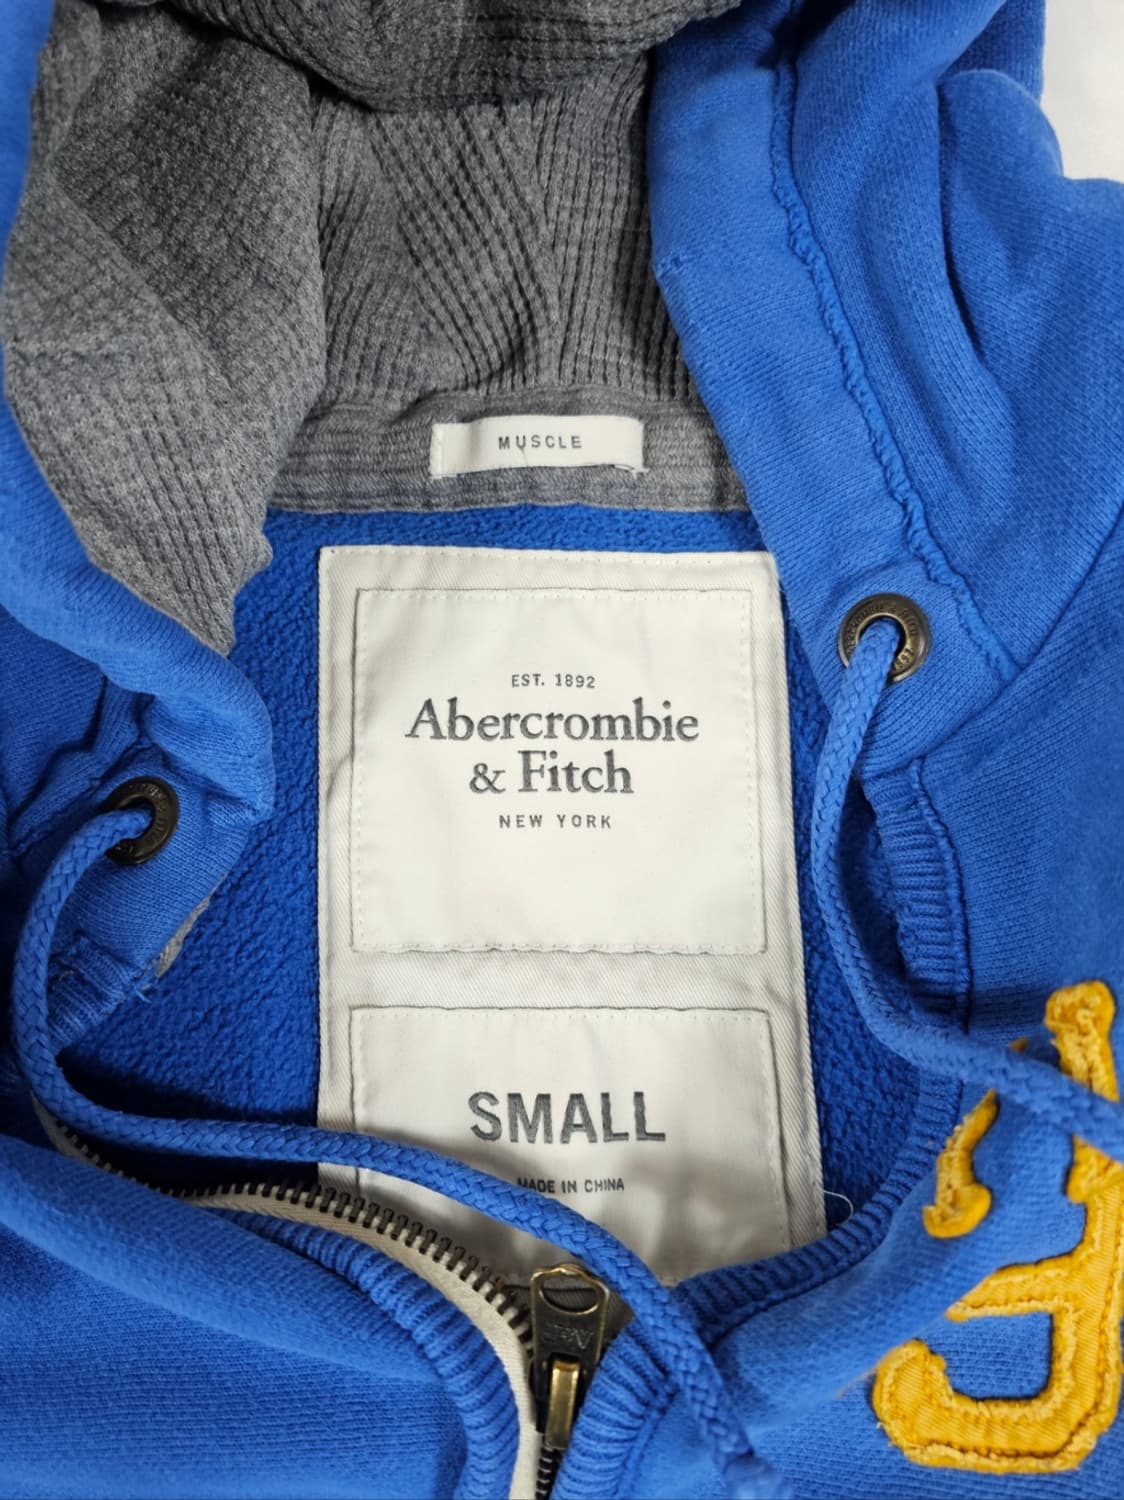 MUSCLE
EST. 1892
Abercrombie
& Fitch
NEW YORK
SMALL
MADE IN CHINA